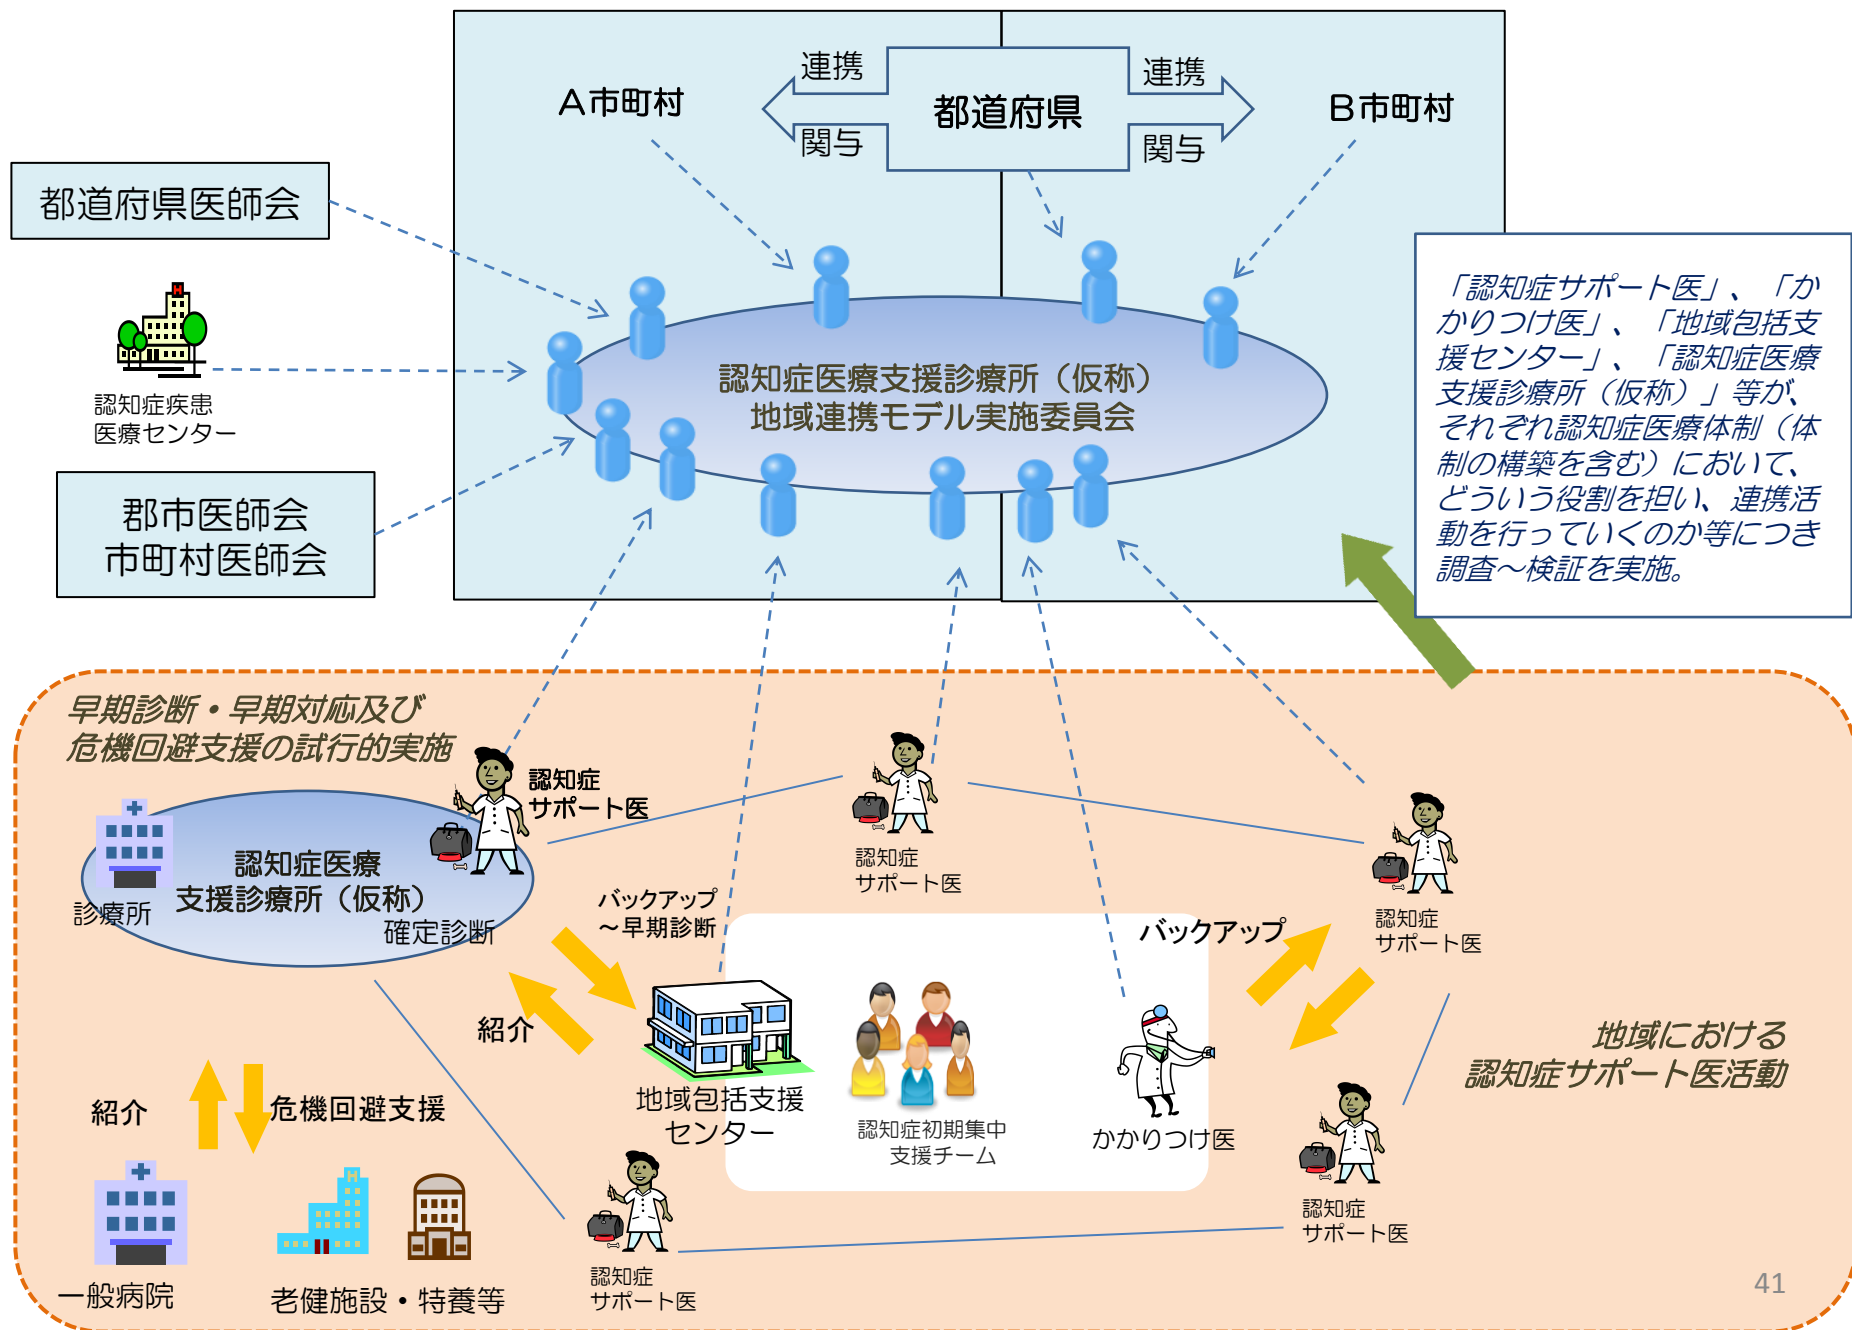 連携
連携
A市町村
都道府県
B市町村
関与
関与
都道府県医師会
認知症疾患
医療センター
郡市医師会
市町村医師会
認知症医療支援診療所（仮称）
地域連携モデル実施委員会
「認知症サポート医」、「か
かりつけ医」、「地域包括支
援センター」、「認知症医療
支援診療所（仮称）」等が、
それぞれ認知症医療体制（体
制の構築を含む）において、
どういう役割を担い、連携活
動を行っていくのか等につき
調査～検証を実施。
早期診断・早期対応及び
危機回避支援の試行的実施
認知症
サポート医
認知症医療
支援診療所（仮称）
診療所
確定診断
認知症
サポート医
認知症
サポート医
バックアップ
～早期診断
バックアップ
紹介
地域包括支援
センター
認知症初期集中
支援チーム
かかりつけ医
地域における
認知症サポート医活動
紹介
危機回避支援
一般病院
老健施設・特養等
認知症
サポート医
認知症
サポート医
41